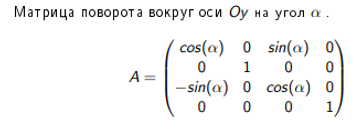 Матрица поворота вокруг оси Oy на угол α .
cos(α) 0 sin(α) 0
0 1 0 0
A = −sin(α) 0 cos(α) 0
0 0 0 1